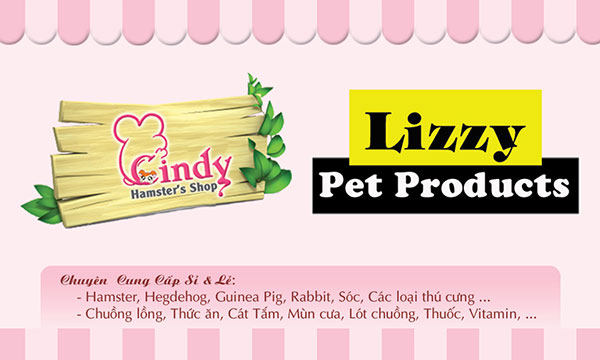 Cindy
Hamster's Shop
Lizzy
Pet Products
Chuyên Cung Cấp Sỉ & Lẻ:
- Hamster, Hegdehog, Guinea Pig, Rabbit, Sóc, Các loại thú cưng ...
- Chuồng lồng, Thức ăn, Cát Tắm, Mùn cưa, Lót chuồng, Thuốc, Vitamin, ...